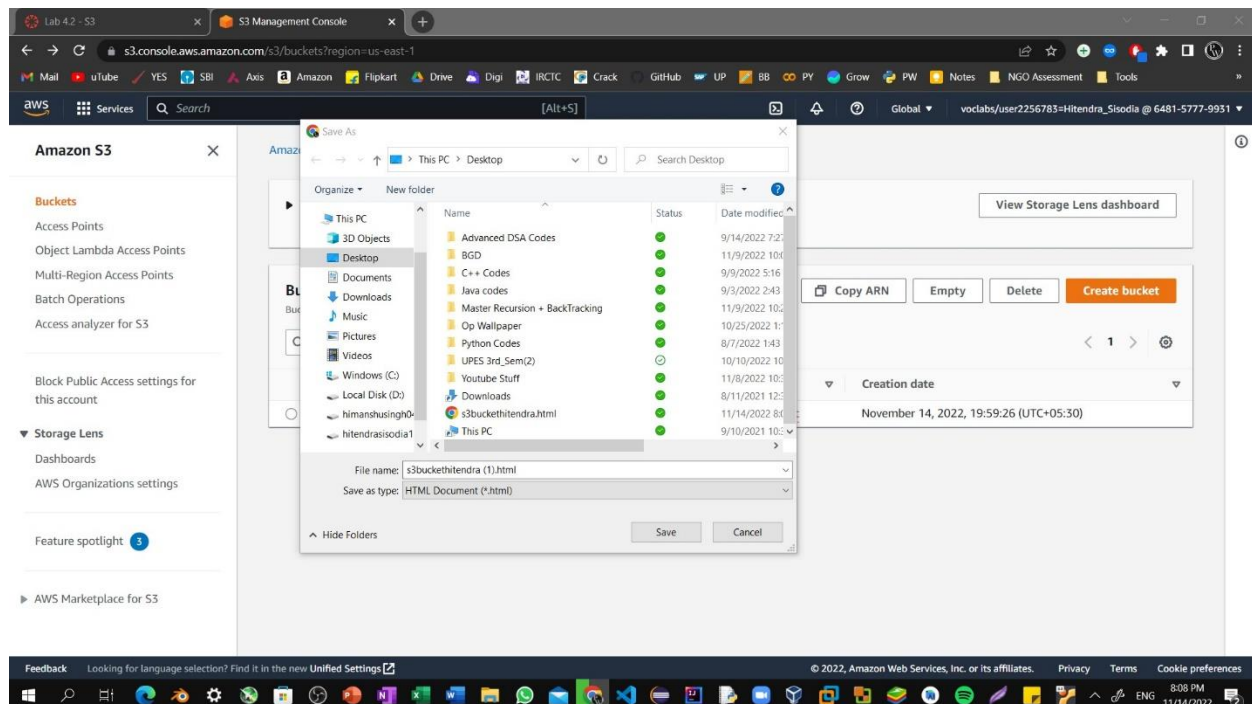 Lab 4.2 - S3
S3 Management Console
s3.console.aws.amazon.com/s3/buckets?region=us-east-1
Mail uTube YES SBI Axis Amazon Flipkart Drive Digi IRCTC Crack GitHub UP BB PY Grow PW Notes NGO Assessment Tools
aws Services Search [Alt+S] Global voclabs/user2256783=Hitendra_Sisodia @ 6481-5777-9931
Amazon S3
Buckets
Access Points
Object Lambda Access Points
Multi-Region Access Points
Batch Operations
Access analyzer for S3
Block Public Access settings for
this account
Storage Lens
Dashboards
AWS Organizations settings
Feature spotlight 3
AWS Marketplace for S3
Save As
This PC > Desktop
Search Desktop
Organize New folder
This PC
3D Objects
Desktop
Documents
Downloads
Music
Pictures
Videos
Windows (C:)
Local Disk (D:)
himanshusingh0
hitendrasisodia1
Name Status Date modified
Advanced DSA Codes 9/14/2022 7:27
BGD 11/9/2022 10:
C++ Codes 9/9/2022 5:16
Java codes 9/3/2022 2:43
Master Recursion + BackTracking 11/9/2022 10:2
Op Wallpaper 10/25/2022 1:
Python Codes 8/7/2022 1:43
UPES 3rd_Sem(2) 10/10/2022 10
Youtube Stuff 11/8/2022 10:
Downloads 8/11/2021 12:
s3buckethitendra.html 11/14/2022 8:
This PC 9/10/2021 10:
File name: s3buckethitendra (1).html
Save as type: HTML Document (*.html)
Hide Folders
Save Cancel
View Storage Lens dashboard
Copy ARN Empty Delete Create bucket
1
Creation date
November 14, 2022, 19:59:26 (UTC+05:30)
Feedback Looking for language selection? Find it in the new Unified Settings
© 2022, Amazon Web Services, Inc. or its affiliates. Privacy Terms Cookie preferences
ENG
8:08 PM
11/14/2022